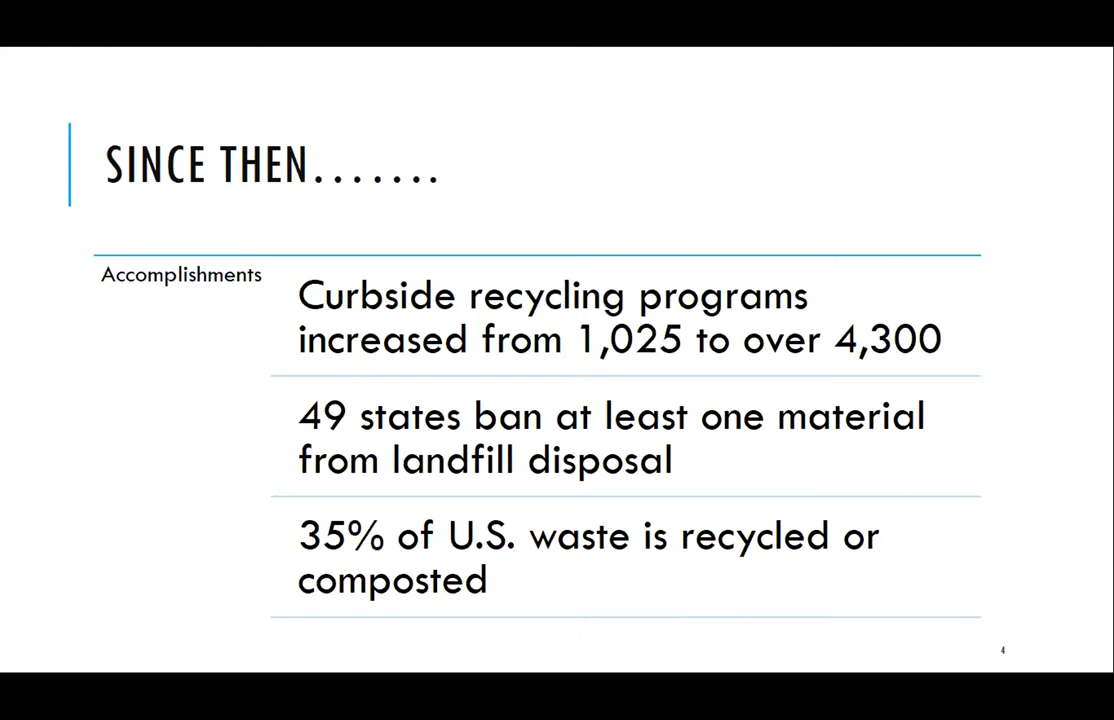 SINCE THEN.......
Accomplishments
Curbside recycling programs
increased from 1,025 to over 4,300
49 states ban at least one material
from landfill disposal
35% of U.S. waste is recycled or
composted
4